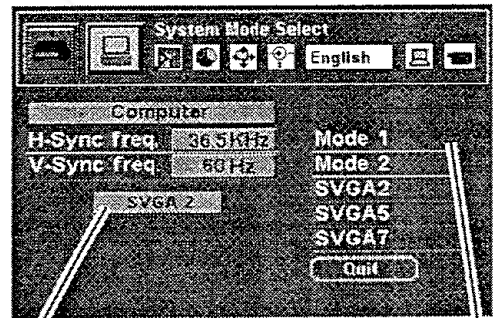 System Mode Select
English
Computer
H-Sync freq. 36.5KHz
V-Sync freq. 60 Hz
SVGA 2
Mode 1
Mode 2
SVGA2
SVGA5
SVGA7
Quit